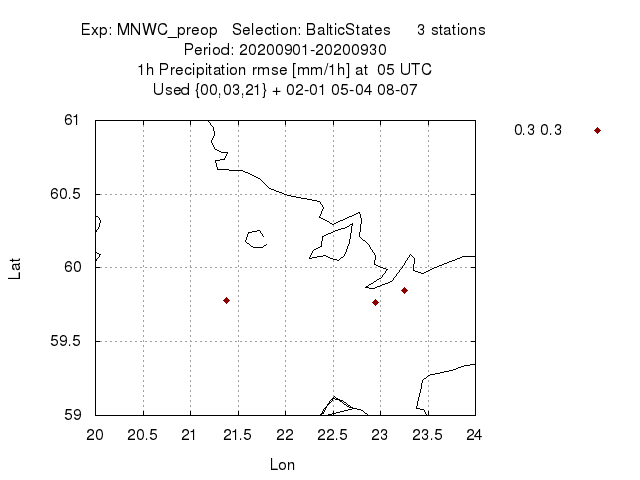 Exp: MNWC_preop   Selection: BalticStates      3 stations
Period: 20200901-20200930
1h Precipitation rmse [mm/1h] at  05 UTC
Used {00,03,21} + 02-01 05-04 08-07
0.3 0.3
61
60.5
60
59.5
59
Lat
20 20.5 21 21.5 22 22.5 23 23.5 24
Lon